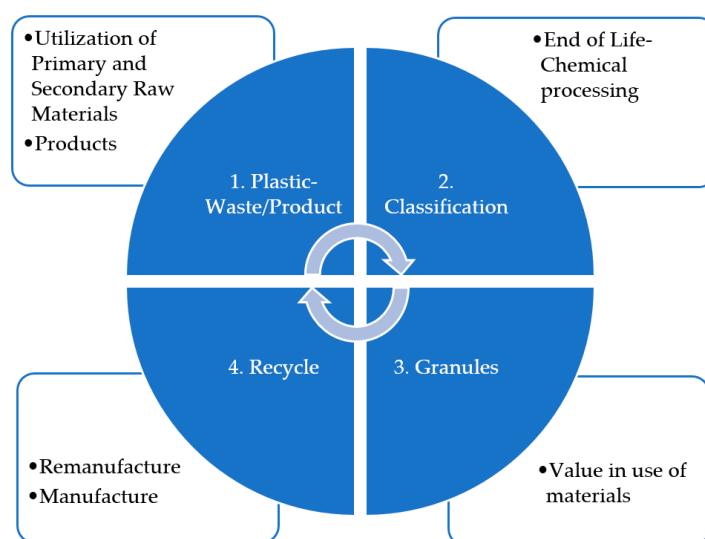 •Utilization of
Primary and
Secondary Raw
Materials
•Products
•End of Life-
Chemical
processing
1. Plastic-
Waste/Product
2.
Classification
4. Recycle
3. Granules
•Remanufacture
•Manufacture
•Value in use of
materials